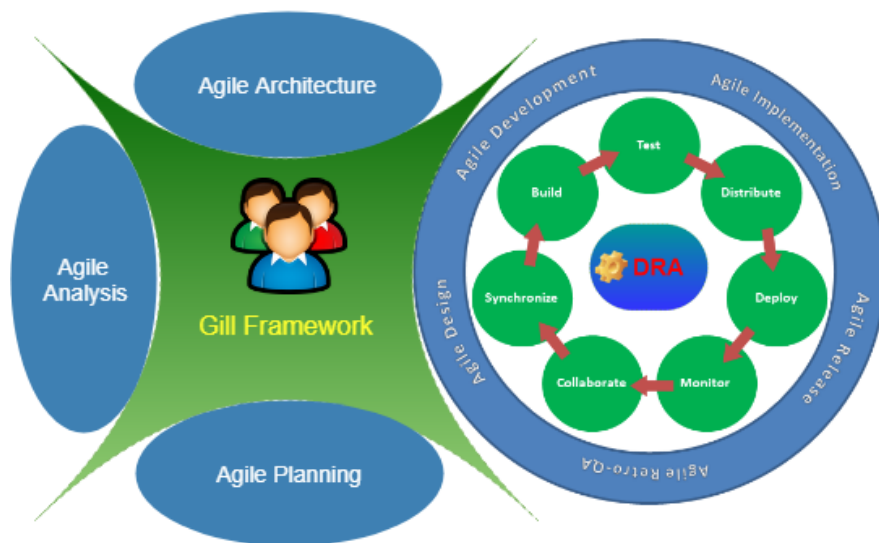 Agile Architecture
Agile
Analysis
Gill Framework
Agile Planning
Agile Development
Agile Implementation
Agile Release
Agile Retro-QA
Agile Design
Test
Distribute
Deploy
Monitor
Collaborate
Synchronize
Build
DRA